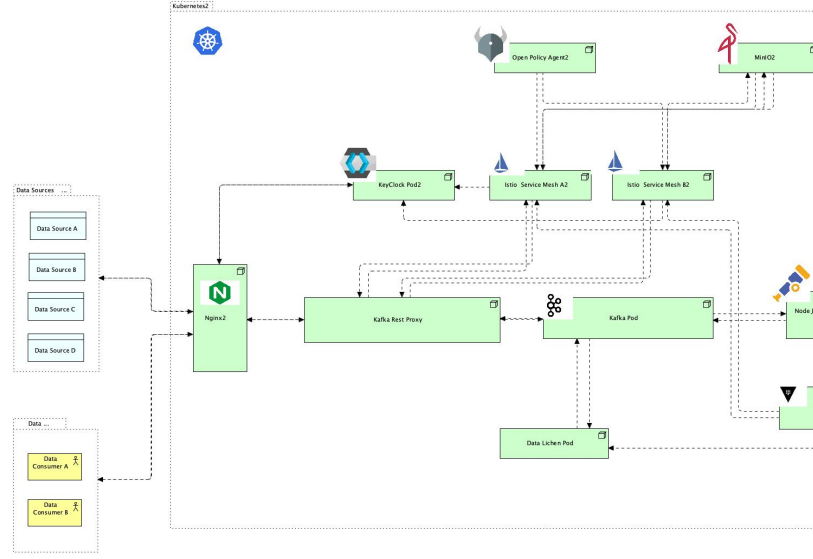 Kubernetes2
Open Policy Agent2
MinIO2
KeyClock Pod2
Istio Service Mesh A2
Istio Service Mesh B2
Data Sources ...
Data Source A
Data Source B
Data Source C
Data Source D
Nginx2
Kafka Rest Proxy
Kafka Pod
Node J
Data Lichen Pod
Data ...
Data
Consumer A
Data
Consumer B